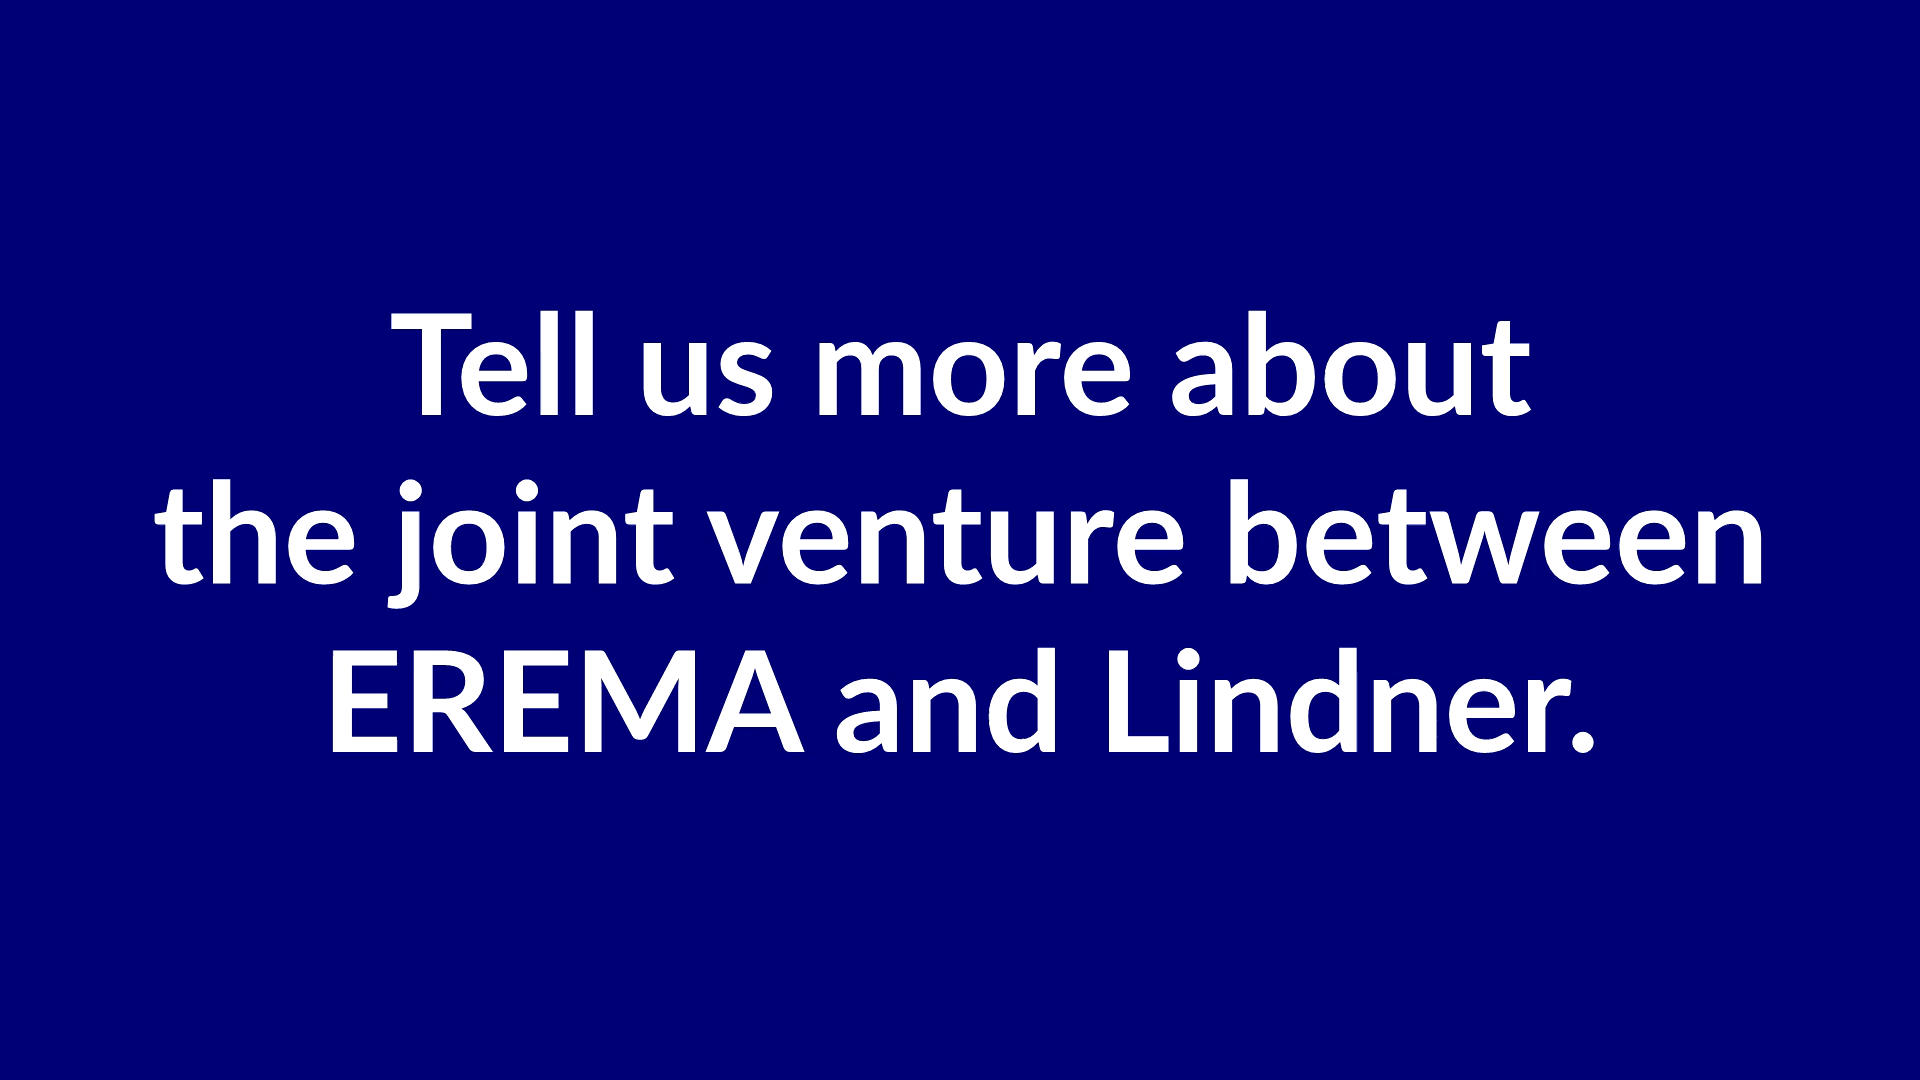 Tell us more about
the joint venture between
EREMA and Lindner.